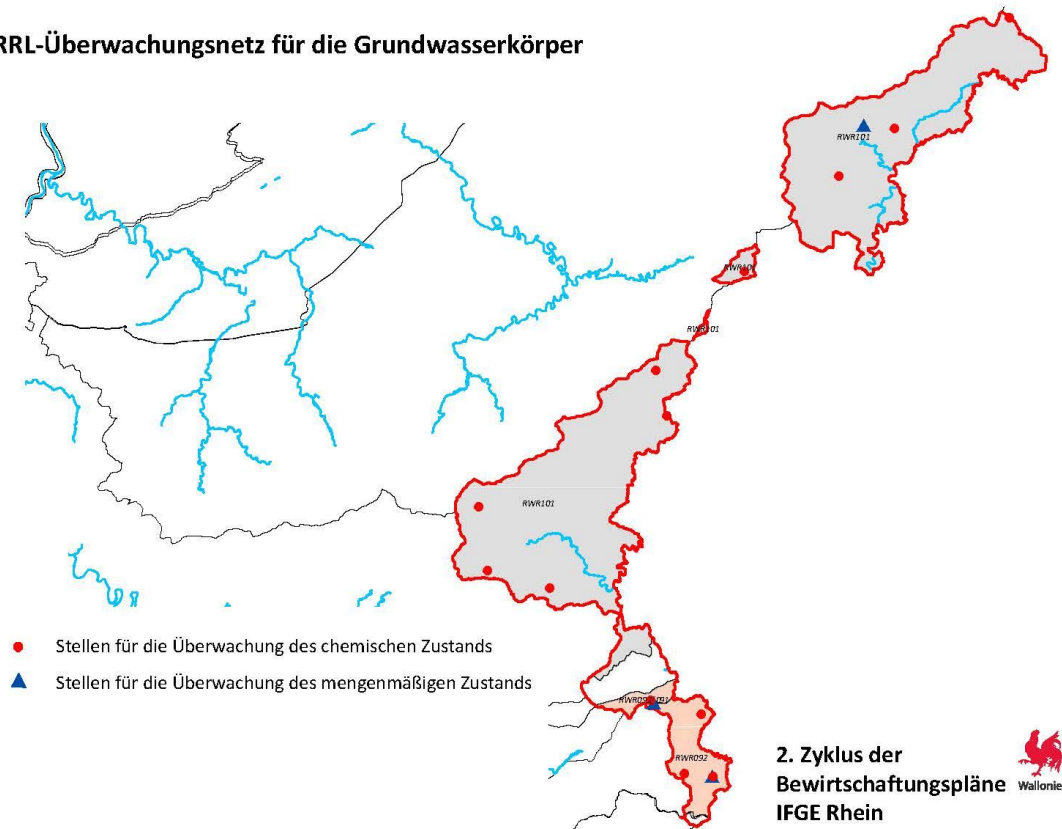 RRL-Überwachungsnetz für die Grundwasserkörper
RWR101
RWR101
RWR101
RWR101
Stellen für die Überwachung des chemischen Zustands
Stellen für die Überwachung des mengenmäßigen Zustands
RWR092
2. Zyklus der
Bewirtschaftungspläne
IFGE Rhein
Wallonie